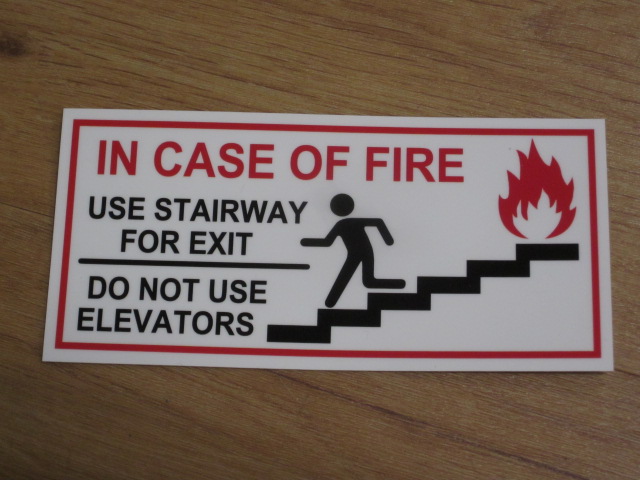 IN CASE OF FIRE
USE STAIRWAY
FOR EXIT
DO NOT USE
ELEVATORS